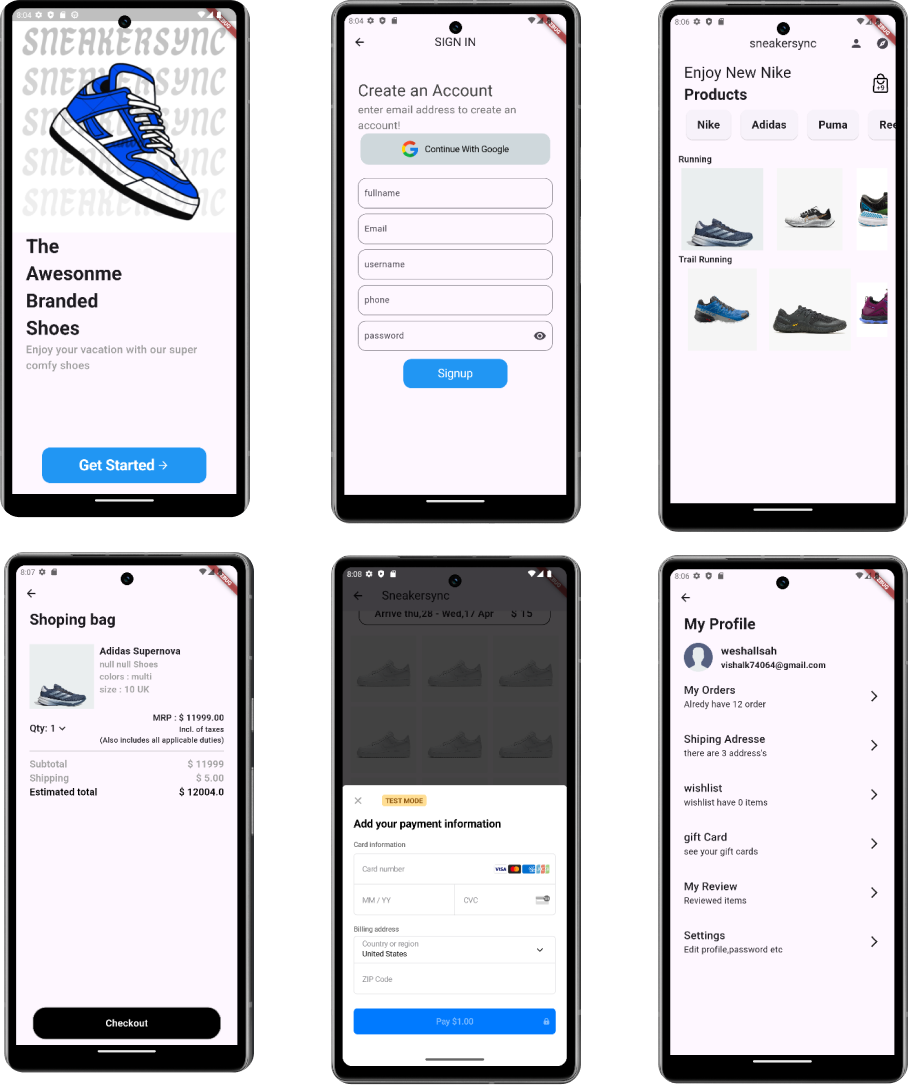 8:04
DEBUG
SNEAKERSYNC
SNEAKERSYNC
SNEAKERSYNC
SNEAKERSYNC
SNEAKERSYNC
The
Awesonme
Branded
Shoes
Enjoy your vacation with our super
comfy shoes
Get Started →
8:04
DEBUG
← SIGN IN
Create an Account
enter email address to create an
account!
Continue With Google
fullname
Email
username
phone
password
Signup
8:06
DEBUG
sneakersync
Enjoy New Nike
Products
+9
Nike Adidas Puma Ree
Running
Trail Running
8:07
DEBUG
←
Shoping bag
Adidas Supernova
null null Shoes
colors : multi
size : 10 UK
Qty: 1
MRP : $ 11999.00
Incl. of taxes
(Also includes all applicable duties)
Subtotal $ 11999
Shipping $ 5.00
Estimated total $ 12004.0
Checkout
8:08
← Sneakersync
Arrive thu,28 - Wed,17 Apr $ 15
TEST MODE
Add your payment information
Card information
Card number VISA
MM / YY CVC
Billing address
Country or region
United States
ZIP Code
Pay $1.00
8:06
DEBUG
←
My Profile
weshallsah
vishalk74064@gmail.com
My Orders
Alredy have 12 order
Shiping Adresse
there are 3 address's
wishlist
wishlist have 0 items
gift Card
see your gift cards
My Review
Reviewed items
Settings
Edit profile,password etc